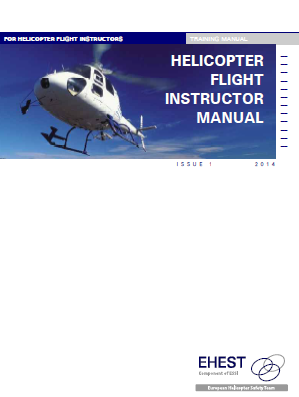 FOR HELICOPTER FLIGHT INSTRUCTORS
TRAINING MANUAL
HELICOPTER
FLIGHT
INSTRUCTOR
MANUAL
ISSUE 1 2014
EHEST
Component of ESSI
European Helicopter Safety Team